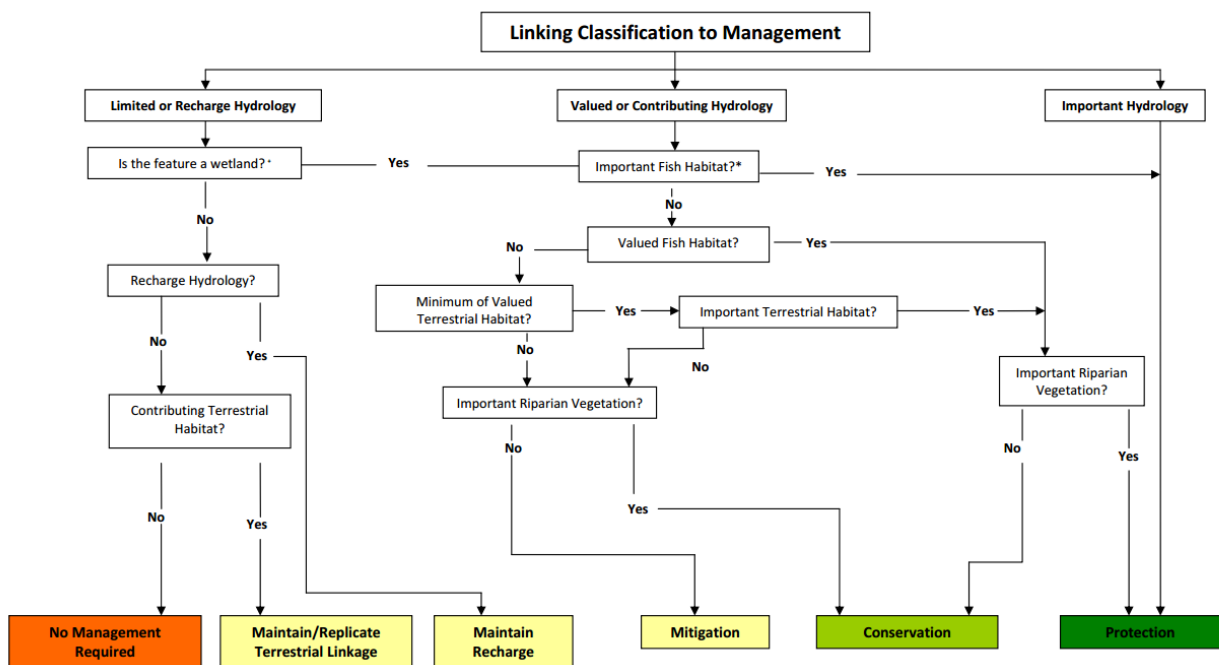 Linking Classification to Management
Limited or Recharge Hydrology
Valued or Contributing Hydrology
Important Hydrology
Is the feature a wetland?⁺
Yes
Important Fish Habitat?*
Yes
No
No
Valued Fish Habitat?
No
Yes
Recharge Hydrology?
Minimum of Valued
Terrestrial Habitat?
Yes
Important Terrestrial Habitat?
Yes
No
Yes
No
No
Important Riparian
Vegetation?
Contributing Terrestrial
Habitat?
Important Riparian Vegetation?
No
No
Yes
No
Yes
Yes
No Management
Required
Maintain/Replicate
Terrestrial Linkage
Maintain
Recharge
Mitigation
Conservation
Protection